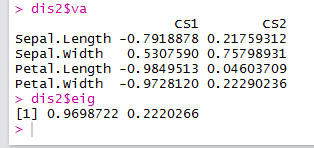 > dis2$va
CS1 CS2
Sepal.Length -0.7918878 0.21759312
Sepal.Width 0.5307590 0.75798931
Petal.Length -0.9849513 0.04603709
Petal.Width -0.9728120 0.22290236
> dis2$eig
[1] 0.9698722 0.2220266
>